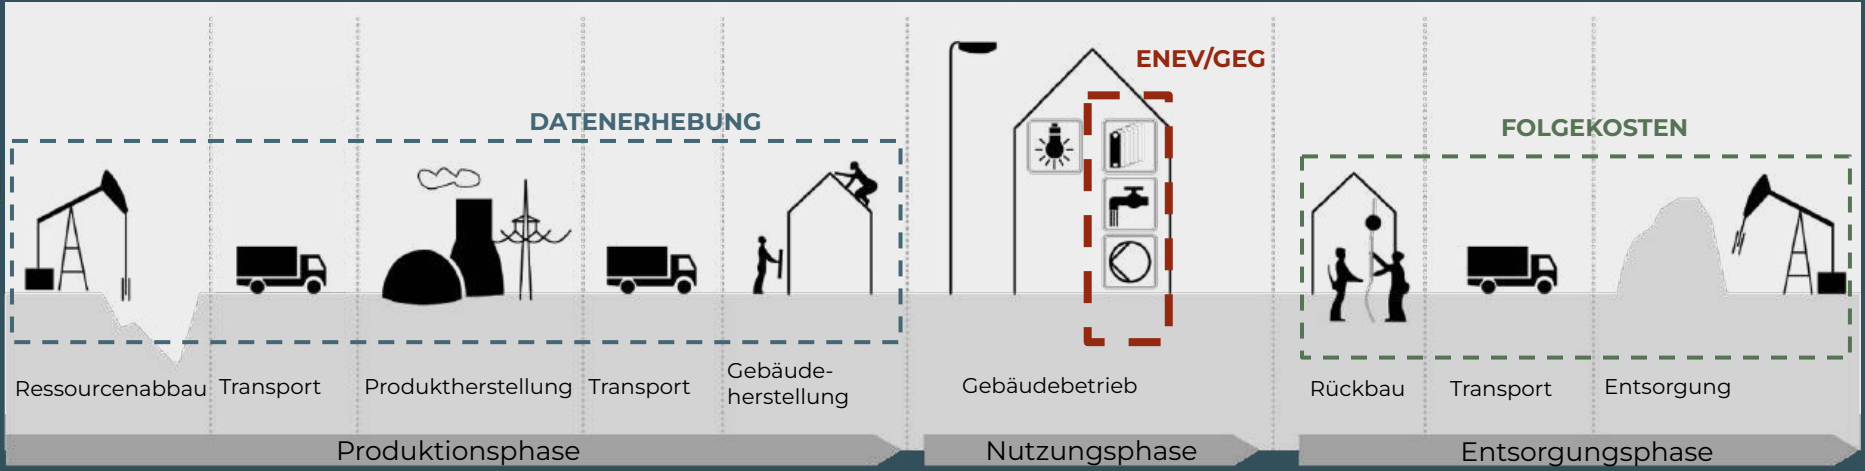 ENEV/GEG
DATENERHEBUNG
FOLGEKOSTEN
Ressourcenabbau
Transport
Produktherstellung
Transport
Gebäude-
herstellung
Gebäudebetrieb
Rückbau
Transport
Entsorgung
Produktionsphase
Nutzungsphase
Entsorgungsphase